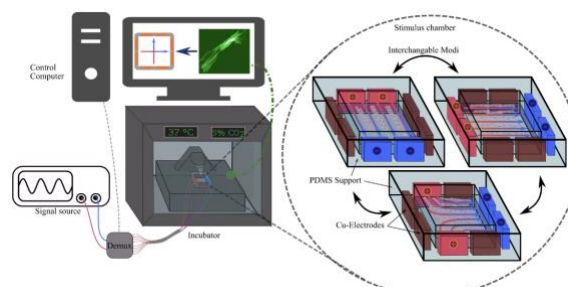 Stimulus chamber
Interchangable Modi
Control
Computer
37 °C
5% CO₂
PDMS Support
Signal source
Cu-Electrodes
Incubator
Demux